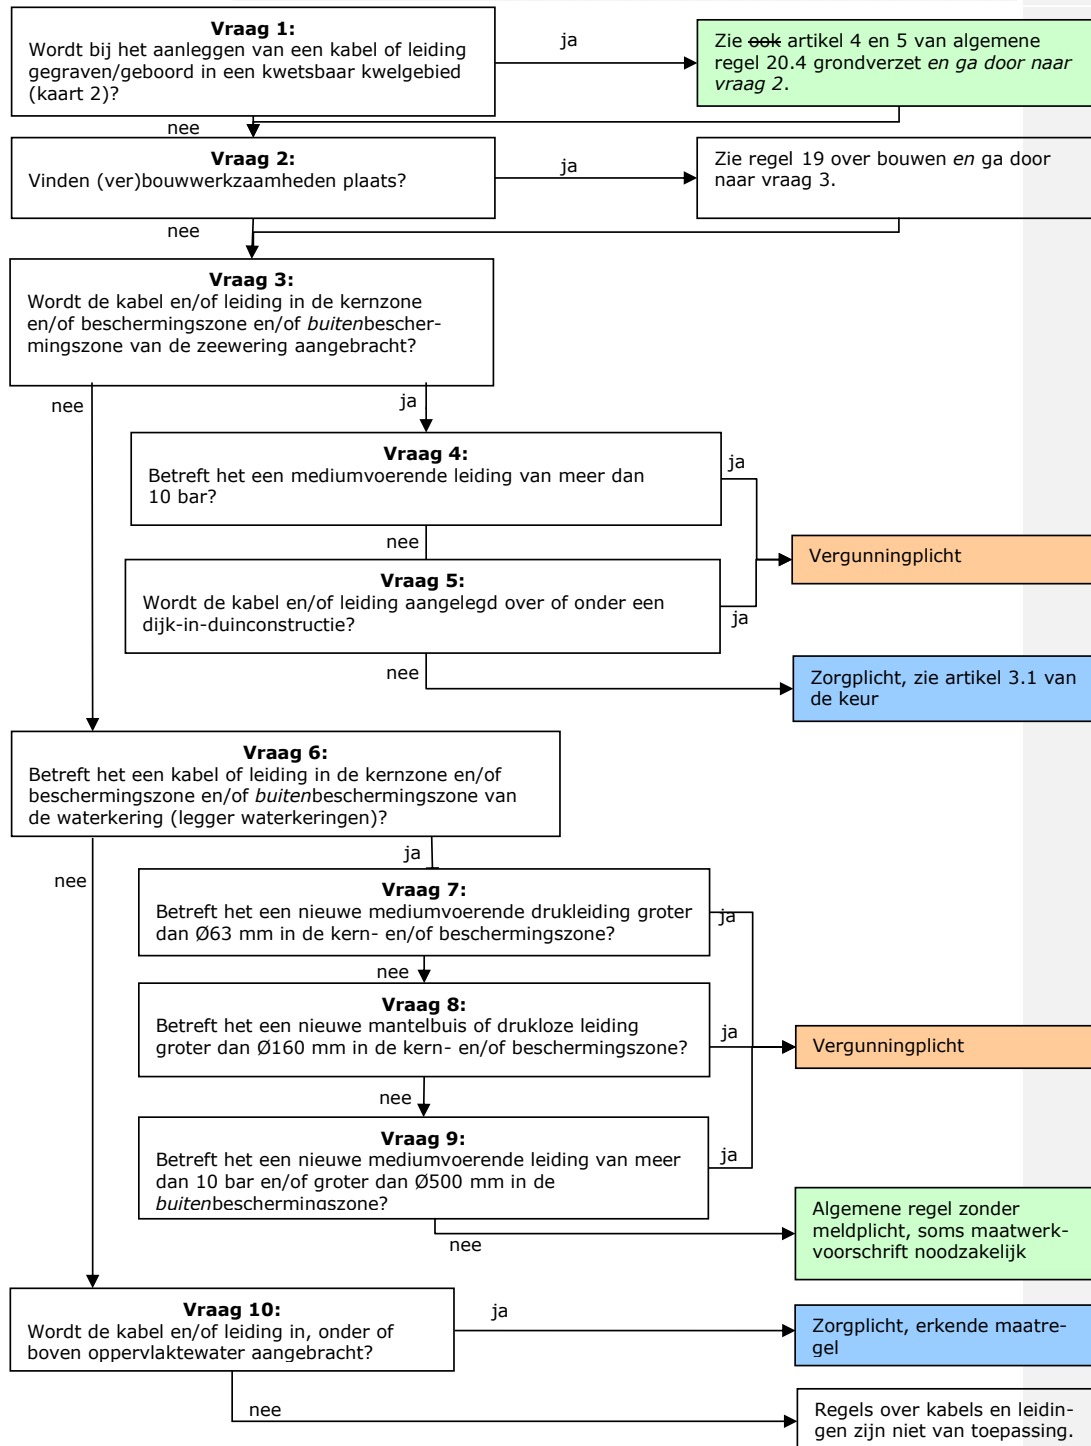 Vraag 1:
Wordt bij het aanleggen van een kabel of leiding
gegraven/geboord in een kwetsbaar kwelgebied
(kaart 2)?
ja
Zie ook artikel 4 en 5 van algemene
regel 20.4 grondverzet en ga door naar
vraag 2.
nee
Vraag 2:
Vinden (ver)bouwwerkzaamheden plaats?
ja
Zie regel 19 over bouwen en ga door
naar vraag 3.
nee
Vraag 3:
Wordt de kabel en/of leiding in de kernzone
en/of beschermingszone en/of buitenbescher-
mingszone van de zeewering aangebracht?
nee
ja
Vraag 4:
Betreft het een mediumvoerende leiding van meer dan
10 bar?
ja
nee
Vergunningplicht
Vraag 5:
Wordt de kabel en/of leiding aangelegd over of onder een
dijk-in-duinconstructie?
ja
nee
Zorgplicht, zie artikel 3.1 van
de keur
Vraag 6:
Betreft het een kabel of leiding in de kernzone en/of
beschermingszone en/of buitenbeschermingszone van
de waterkering (legger waterkeringen)?
ja
nee
Vraag 7:
Betreft het een nieuwe mediumvoerende drukleiding groter
dan Ø63 mm in de kern- en/of beschermingszone?
ja
nee
Vraag 8:
Betreft het een nieuwe mantelbuis of drukloze leiding
groter dan Ø160 mm in de kern- en/of beschermingszone?
ja
Vergunningplicht
nee
Vraag 9:
Betreft het een nieuwe mediumvoerende leiding van meer
dan 10 bar en/of groter dan Ø500 mm in de
buitenbeschermingszone?
ja
nee
Algemene regel zonder
meldplicht, soms maatwerk-
voorschrift noodzakelijk
Vraag 10:
Wordt de kabel en/of leiding in, onder of
boven oppervlaktewater aangebracht?
ja
Zorgplicht, erkende maatre-
gel
nee
Regels over kabels en leidin-
gen zijn niet van toepassing.